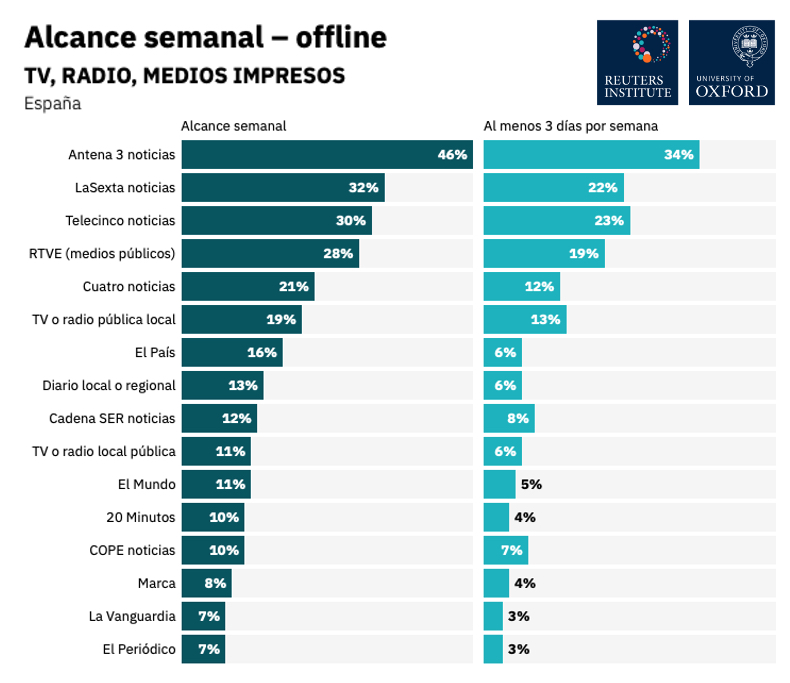 Alcance semanal – offline
TV, RADIO, MEDIOS IMPRESOS
España
REUTERS
INSTITUTE
UNIVERSITY OF
OXFORD
Alcance semanal Al menos 3 días por semana
Antena 3 noticias 46% 34%
LaSexta noticias 32% 22%
Telecinco noticias 30% 23%
RTVE (medios públicos) 28% 19%
Cuatro noticias 21% 12%
TV o radio pública local 19% 13%
El País 16% 6%
Diario local o regional 13% 6%
Cadena SER noticias 12% 8%
TV o radio local pública 11% 6%
El Mundo 11% 5%
20 Minutos 10% 4%
COPE noticias 10% 7%
Marca 8% 4%
La Vanguardia 7% 3%
El Periódico 7% 3%